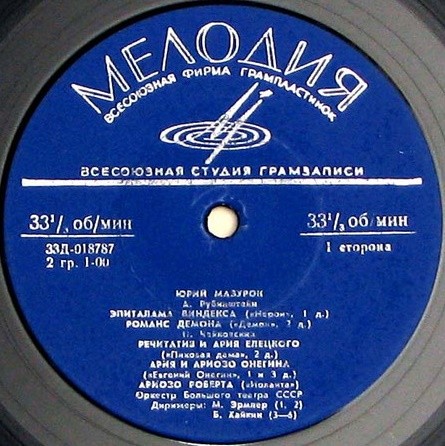 МЕЛОДИЯ
ВСЕСОЮЗНАЯ ФИРМА ГРАМПЛАСТИНОК
ВСЕСОЮЗНАЯ СТУДИЯ ГРАМЗАПИСИ
33¹/₃ об/мин
33¹/₃ об/мин
33Д-018787
2 гр. 1-00
1 сторона
ЮРИЙ МАЗУРОК
А. Рубинштейн
ЭПИТАЛАМА ВИНДЕКСА («Нерон», 1 д.)
РОМАНС ДЕМОНА («Демон», 2 д.)
П. Чайковский
РЕЧИТАТИВ И АРИЯ ЕЛЕЦКОГО
(«Пиковая дама», 2 д.)
АРИЯ И АРИОЗО ОНЕГИНА
(«Евгений Онегин», 1 и 3 д.)
АРИОЗО РОБЕРТА («Иоланта»)
Оркестр Большого театра СССР
Дирижеры: М. Эрмлер (1, 2)
Б. Хайкин (3—6)